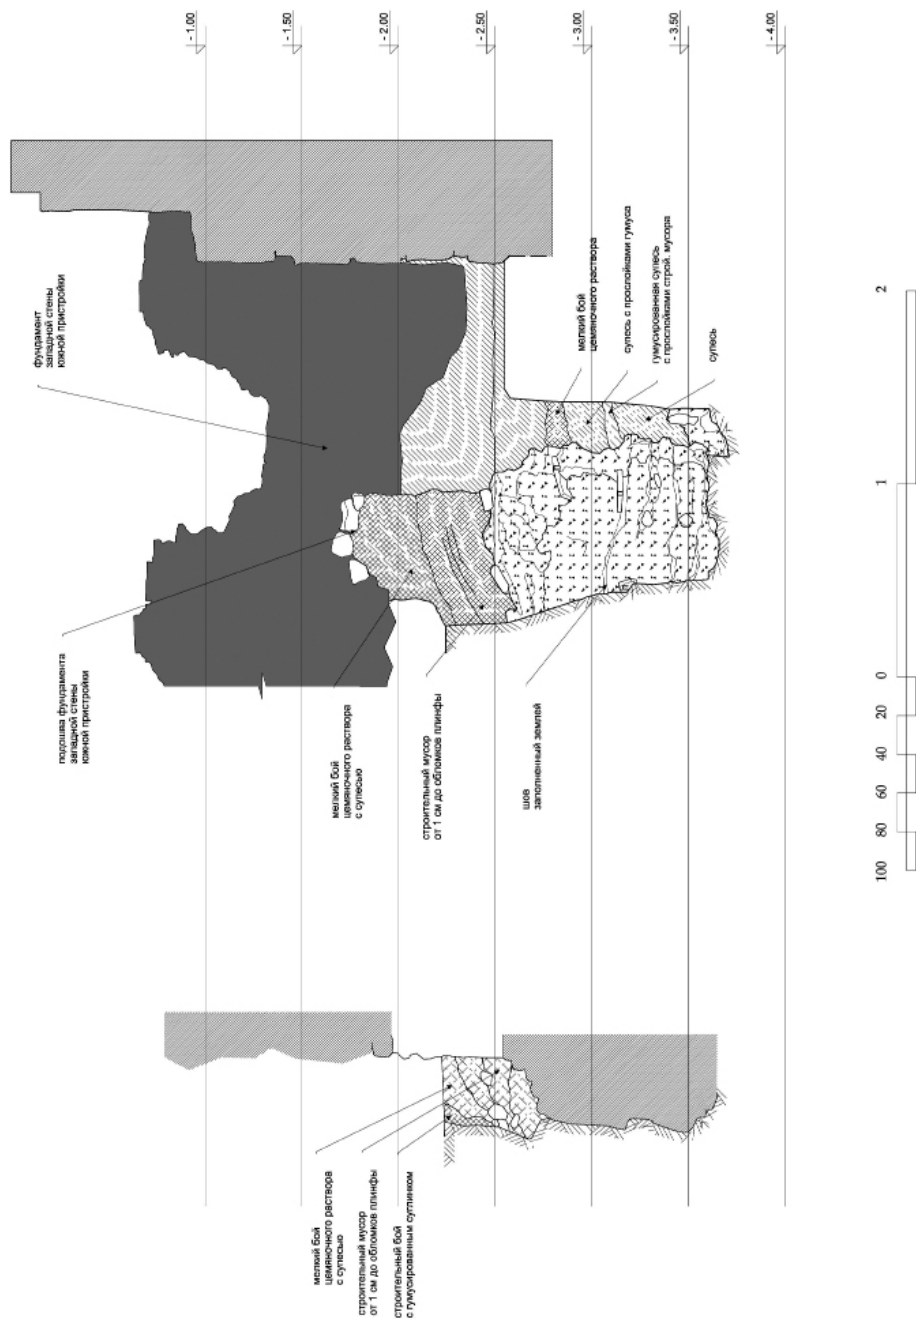 - 1.00
- 1.50
- 2.00
- 2.50
- 3.00
- 3.50
- 4.00
фундамент
западной стены
южной пристройки
мелкий бой
цемяночного раствора
супесь с прослойками гумуса
гумусированная супесь
с прослойками строй. мусора
супесь
подошва фундамента
западной стены
южной пристройки
мелкий бой
цемяночного раствора
с супесью
строительный мусор
от 1 см до обломков плинфы
шов
заполненный землей
мелкий бой
цемяночного раствора
с супесью
строительный мусор
от 1 см до обломков плинфы
строительный бой
с гумусированным суглинком
100
80
60
40
20
0
1
2